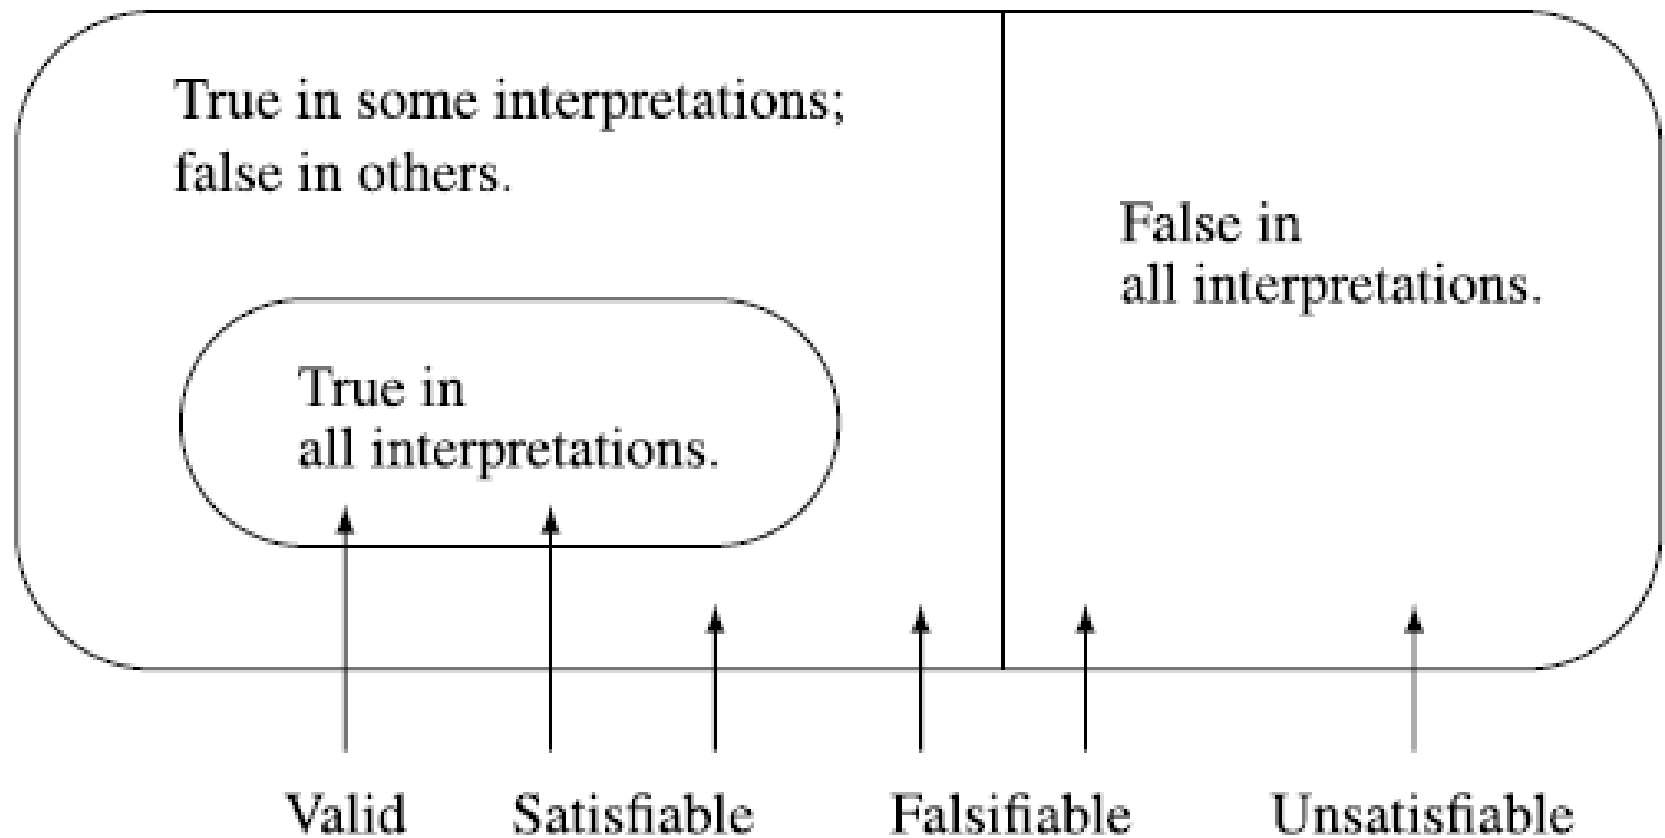 True in some interpretations;
false in others.
False in
all interpretations.
True in
all interpretations.
Valid Satisfiable Falsifiable Unsatisfiable